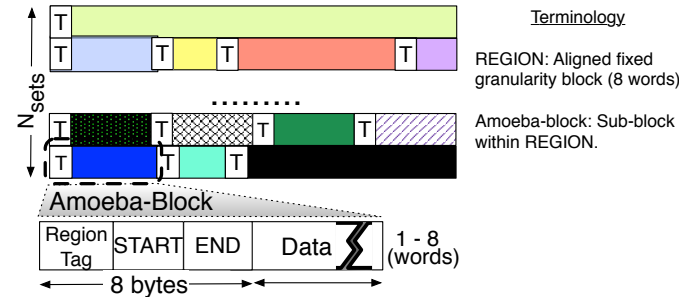 Terminology
REGION: Aligned fixed
granularity block (8 words)
Amoeba-block: Sub-block
within REGION.
Nsets
T
T T T T
.........
T T T T
T T T
Amoeba-Block
Region
Tag
START
END
Data
1 - 8
(words)
8 bytes